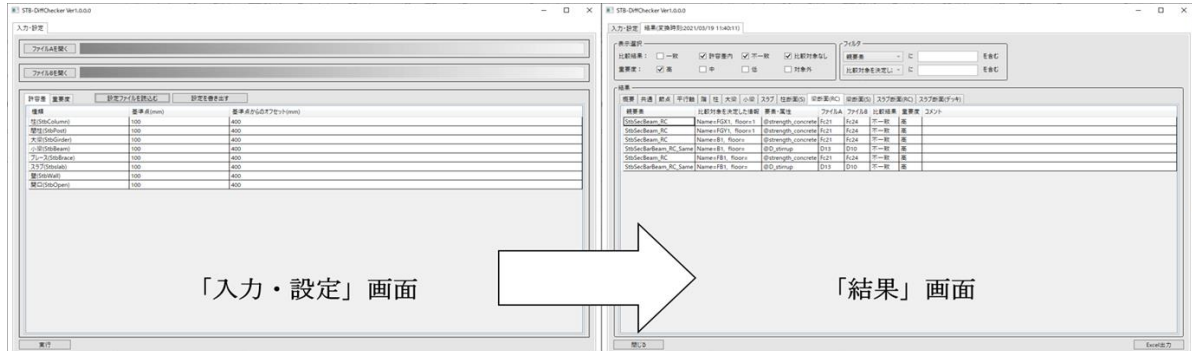 STB-DiffChecker Ver1.0.0.0
入力・設定
ファイルAを開く
ファイルBを開く
許容差 重要度 設定ファイルを読込む 設定を書き出す
種類 基準点(mm) 基準点からのオフセット(mm)
柱(StbColumn) 100 400
間柱(StbPost) 100 400
大梁(StbGirder) 100 400
小梁(StbBeam) 100 400
ブレース(StbBrace) 100 400
スラブ(StbSlab) 100 400
壁(StbWall) 100 400
開口(StbOpen) 100 400
「入力・設定」画面
実行
STB-DiffChecker Ver1.0.0.0
入力・設定 結果(変換時刻:2021/03/19 11:40:11)
表示選択
比較結果： 一致 許容差内 不一致 比較対象なし
重要度： 高 中 低 対象外
フィルタ
親要素 に を含む
比較対象を決定し に を含む
結果
概要 共通 節点 平行軸 階 柱 大梁 小梁 スラブ 柱断面(S) 梁断面(RC) 梁断面(S) スラブ断面(RC) スラブ断面(デッキ)
親要素 比較対象を決定した情報 要素・属性 ファイルA ファイルB 比較結果 重要度 コメント
StbSecBeam_RC Name=FGX1, floor=1 @strength_concrete Fc21 Fc24 不一致 高
StbSecBeam_RC Name=FGY1, floor=1 @strength_concrete Fc21 Fc24 不一致 高
StbSecBarBeam_RC_Same Name=B1, floor= @D_stirrup D13 D10 不一致 高
StbSecBeam_RC Name=B1, floor= @strength_concrete Fc21 Fc24 不一致 高
StbSecBeam_RC Name=FB1, floor= @strength_concrete Fc21 Fc24 不一致 高
StbSecBarBeam_RC_Same Name=FB1, floor= @D_stirrup D13 D10 不一致 高
「結果」画面
閉じる Excel出力